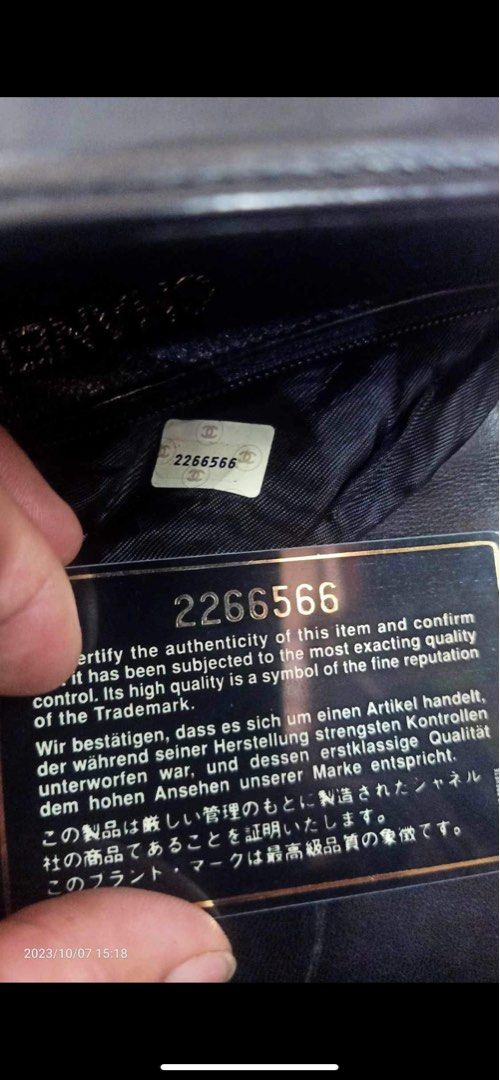 CHANEL
2266566
2266566
ertify the authenticity of this item and confirm
it has been subjected to the most exacting quality
control. Its high quality is a symbol of the fine reputation
of the Trademark.
Wir bestätigen, dass es sich um einen Artikel handelt,
der während seiner Herstellung strengsten Kontrollen
unterworfen war, und dessen erstklassige Qualität
dem hohen Ansehen unserer Marke entspricht.
この製品は厳しい管理のもとに製造されたシャネル
社の商品であることを証明いたします。
このブランド・マークは最高級品質の象徴です。
2023/10/07 15:18